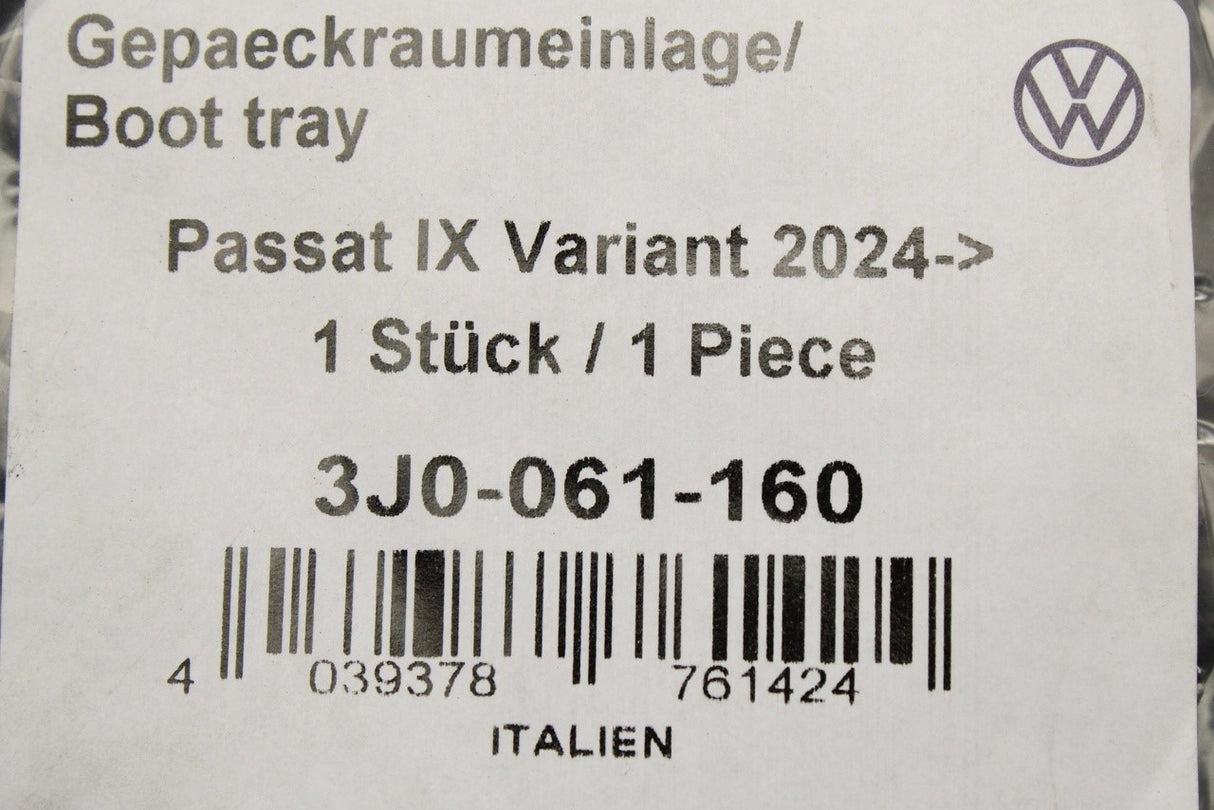 Gepaeckraumeinlage/
Boot tray
Passat IX Variant 2024->
1 Stück / 1 Piece
3J0-061-160
4 039378 761424
ITALIEN